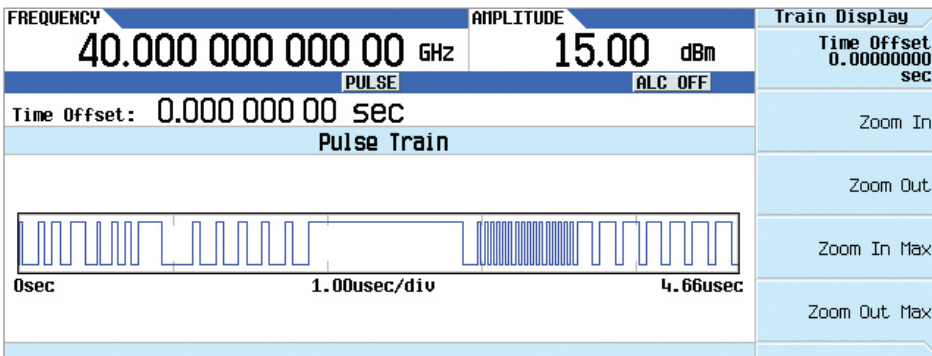 FREQUENCY
AMPLITUDE
40.000 000 000 00 GHz
15.00 dBm
PULSE
ALC OFF
Time Offset: 0.000 000 00 sec
Pulse Train
0sec
1.00usec/div
4.66usec
Train Display
Time Offset
0.00000000
sec
Zoom In
Zoom Out
Zoom In Max
Zoom Out Max